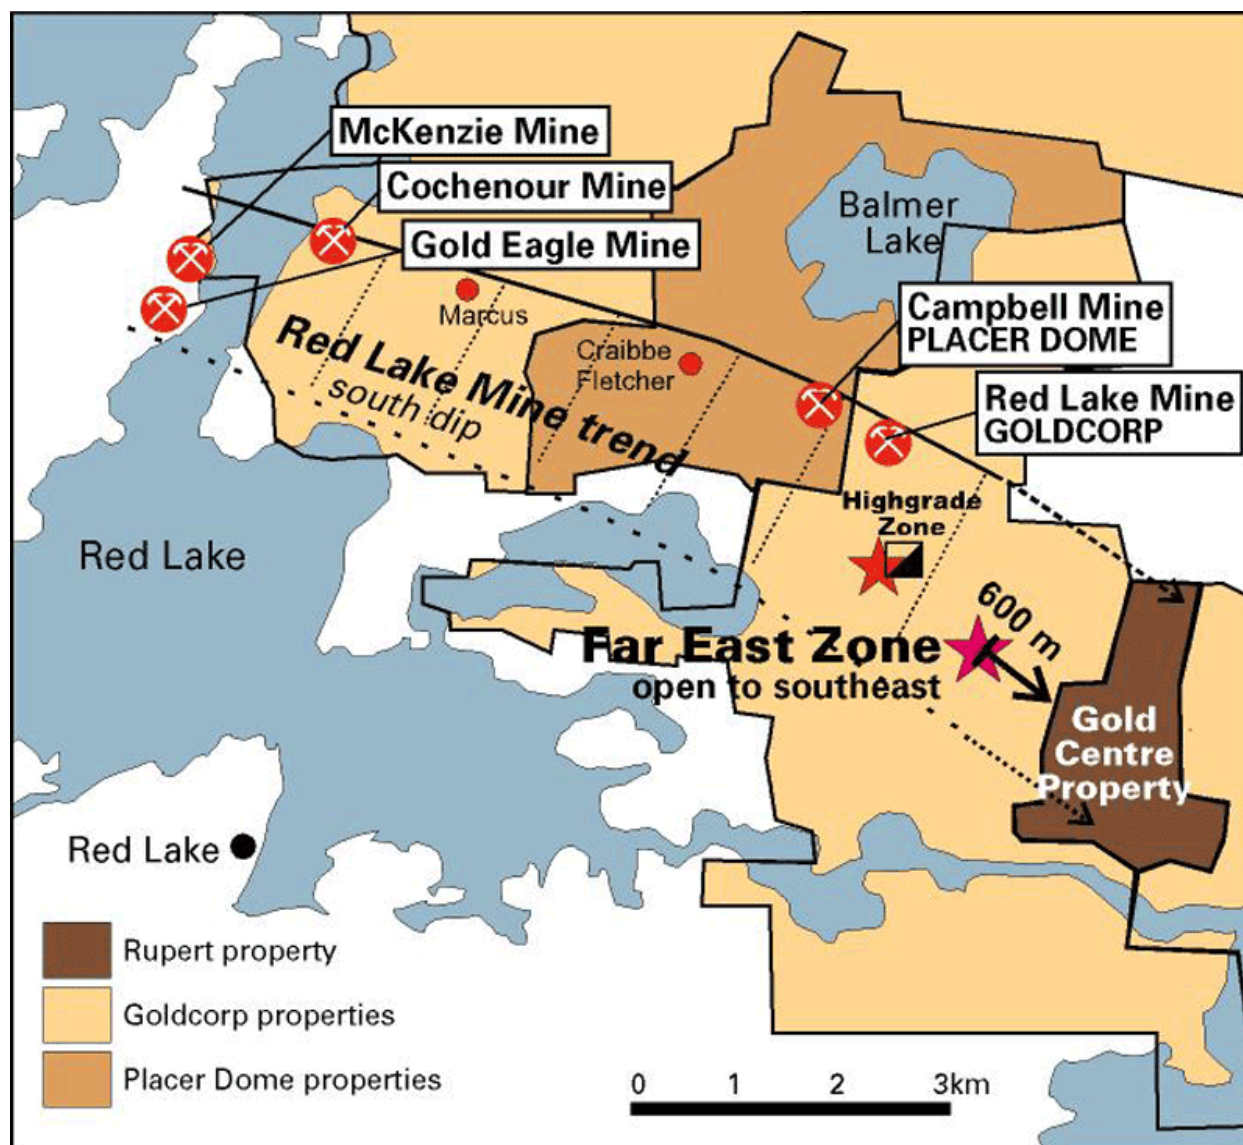 McKenzie Mine
Cochenour Mine
Gold Eagle Mine
Balmer
Lake
Campbell Mine
PLACER DOME
Marcus
Red Lake Mine trend
south dip
Craibbe
Fletcher
Red Lake Mine
GOLDCORP
Highgrade
Zone
Red Lake
600 m
Far East Zone
open to southeast
Gold
Centre
Property
Red Lake
Rupert property
Goldcorp properties
Placer Dome properties
0 1 2 3km